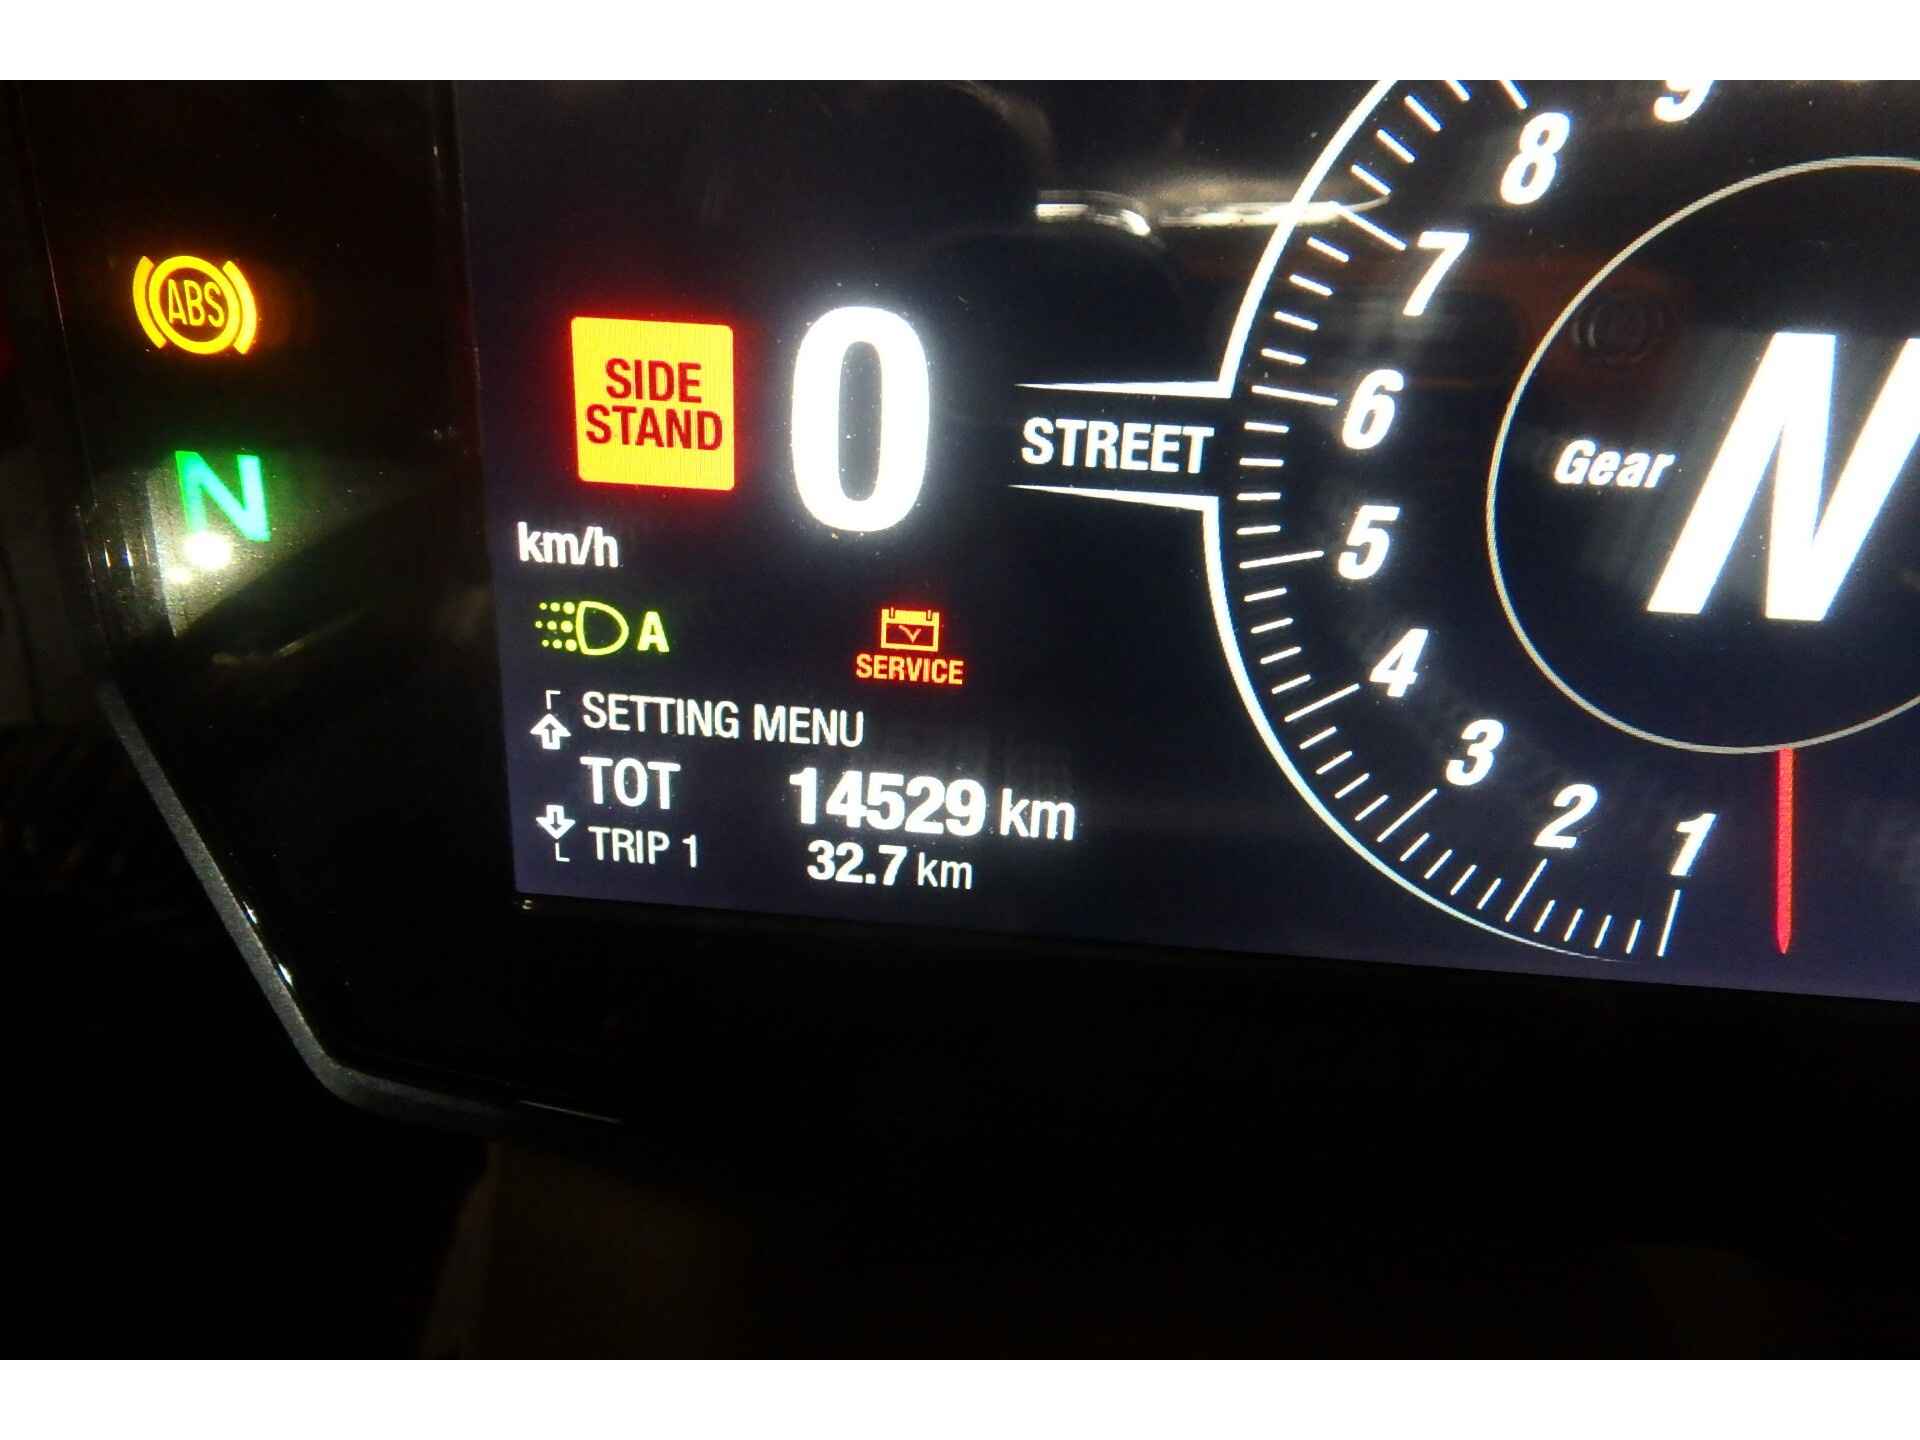 9
8
7
6
5
4
3
2
1
ABS
N
SIDE
STAND
0
km/h
STREET
Gear N
A
SERVICE
SETTING MENU
TOT 14529 km
TRIP 1 32.7 km